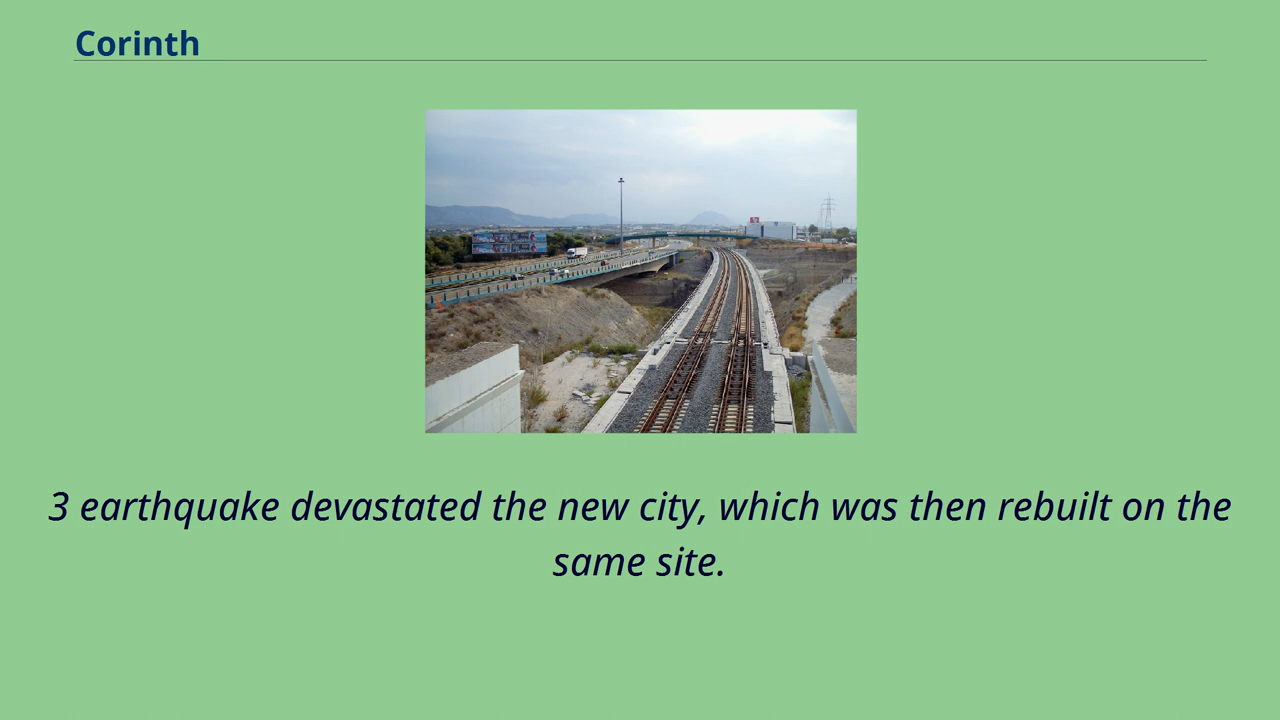 Corinth
3 earthquake devastated the new city, which was then rebuilt on the
same site.